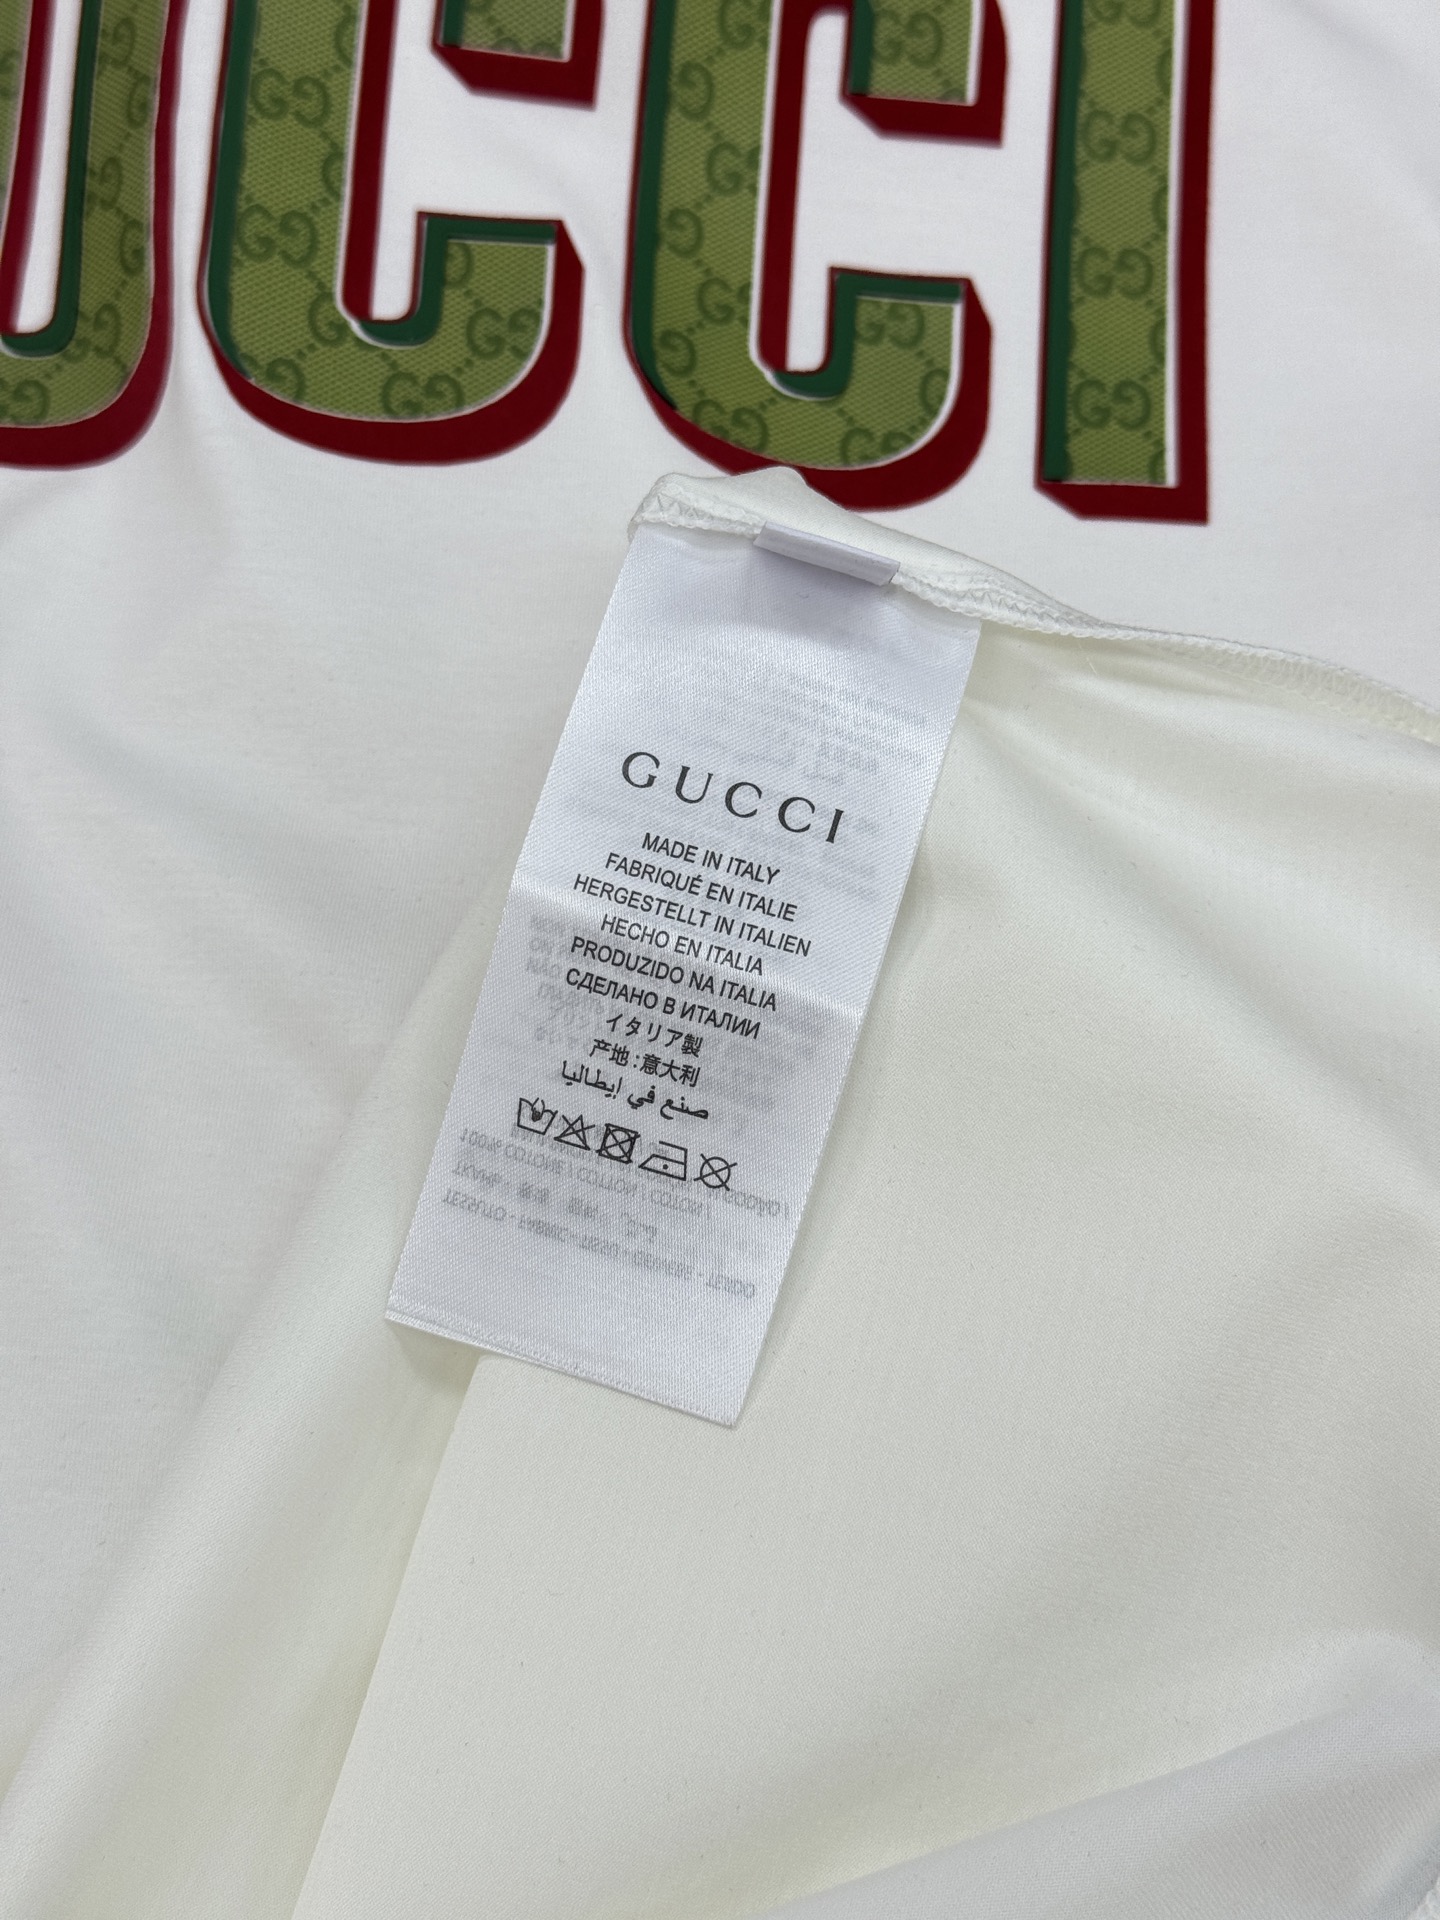 UCCI
GUCCI
MADE IN ITALY
FABRIQUÉ EN ITALIE
HERGESTELLT IN ITALIEN
HECHO EN ITALIA
PRODUZIDO NA ITALIA
СДЕЛАНО В ИТАЛИИ
イタリア製
产地:意大利
صنع في إيطاليا